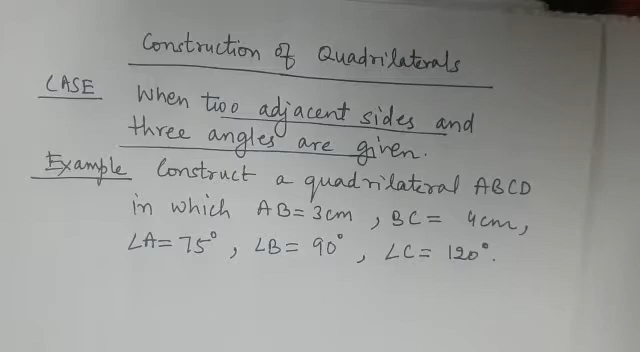 Construction of Quadrilaterals
CASE When two adjacent sides and
three angles are given.
Example Construct a quadrilateral ABCD
in which AB = 3cm , BC = 4cm,
∠A = 75° , ∠B = 90° , ∠C = 120°.